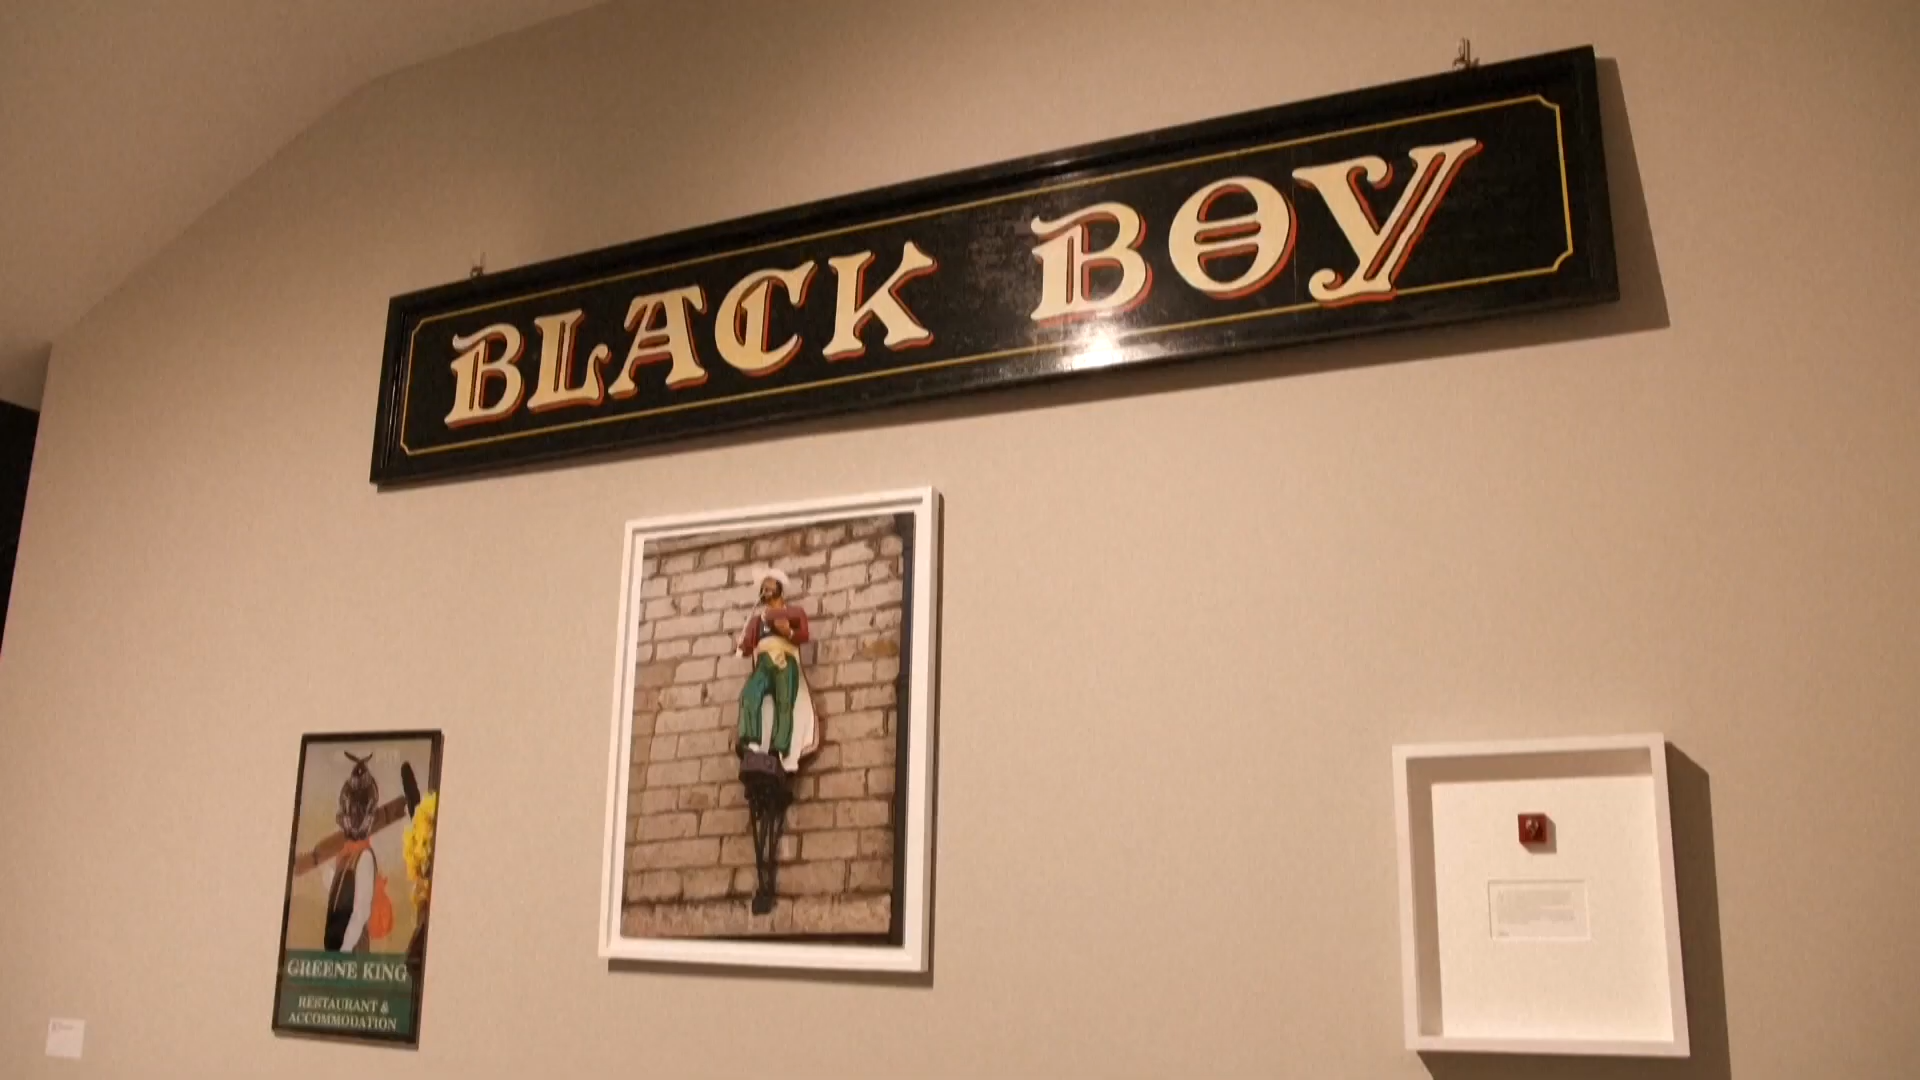 BLACK BOY
GREENE KING
RESTAURANT &
ACCOMMODATION